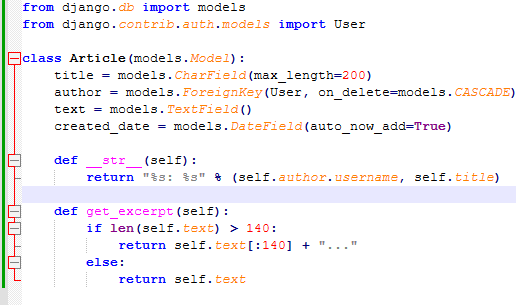 from django.db import models
from django.contrib.auth.models import User
class Article(models.Model):
    title = models.CharField(max_length=200)
    author = models.ForeignKey(User, on_delete=models.CASCADE)
    text = models.TextField()
    created_date = models.DateField(auto_now_add=True)
    def __str__(self):
        return "%s: %s" % (self.author.username, self.title)
    def get_excerpt(self):
        if len(self.text) > 140:
            return self.text[:140] + "..."
        else:
            return self.text